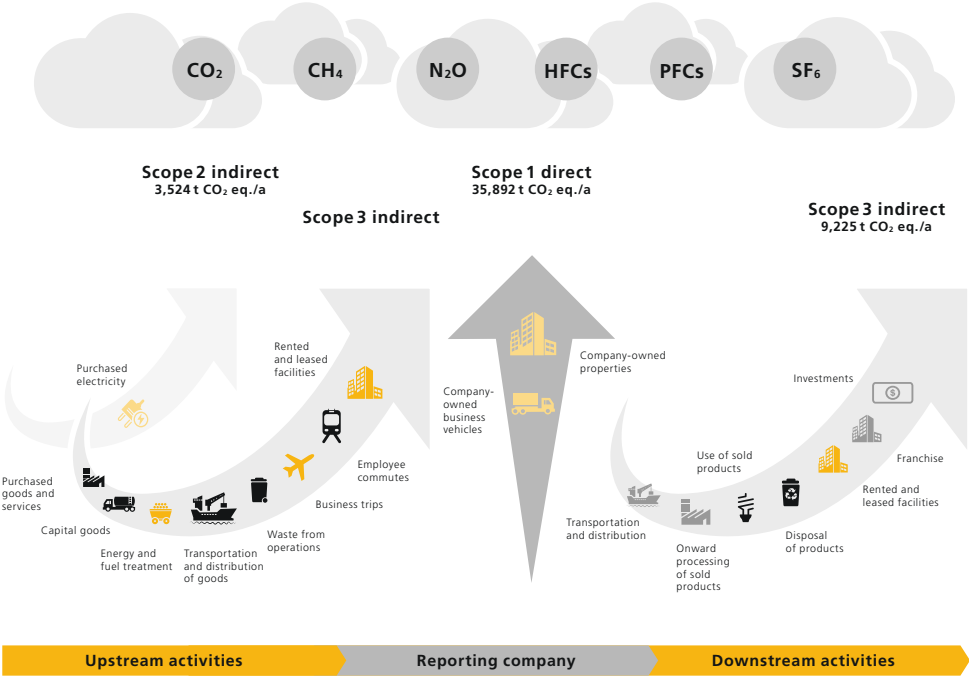 CO₂
CH₄
N₂O
HFCs
PFCs
SF₆
Scope 2 indirect
3,524 t CO₂ eq./a
Scope 3 indirect
Scope 1 direct
35,892 t CO₂ eq./a
Scope 3 indirect
9,225 t CO₂ eq./a
Purchased
electricity
Rented
and leased
facilities
Purchased
goods and
services
Capital goods
Energy and
fuel treatment
Transportation
and distribution
of goods
Waste from
operations
Business trips
Employee
commutes
Company-
owned
business
vehicles
Company-owned
properties
Transportation
and distribution
Onward
processing
of sold
products
Use of sold
products
Disposal
of products
Rented and
leased facilities
Franchise
Investments
$
Upstream activities
Reporting company
Downstream activities